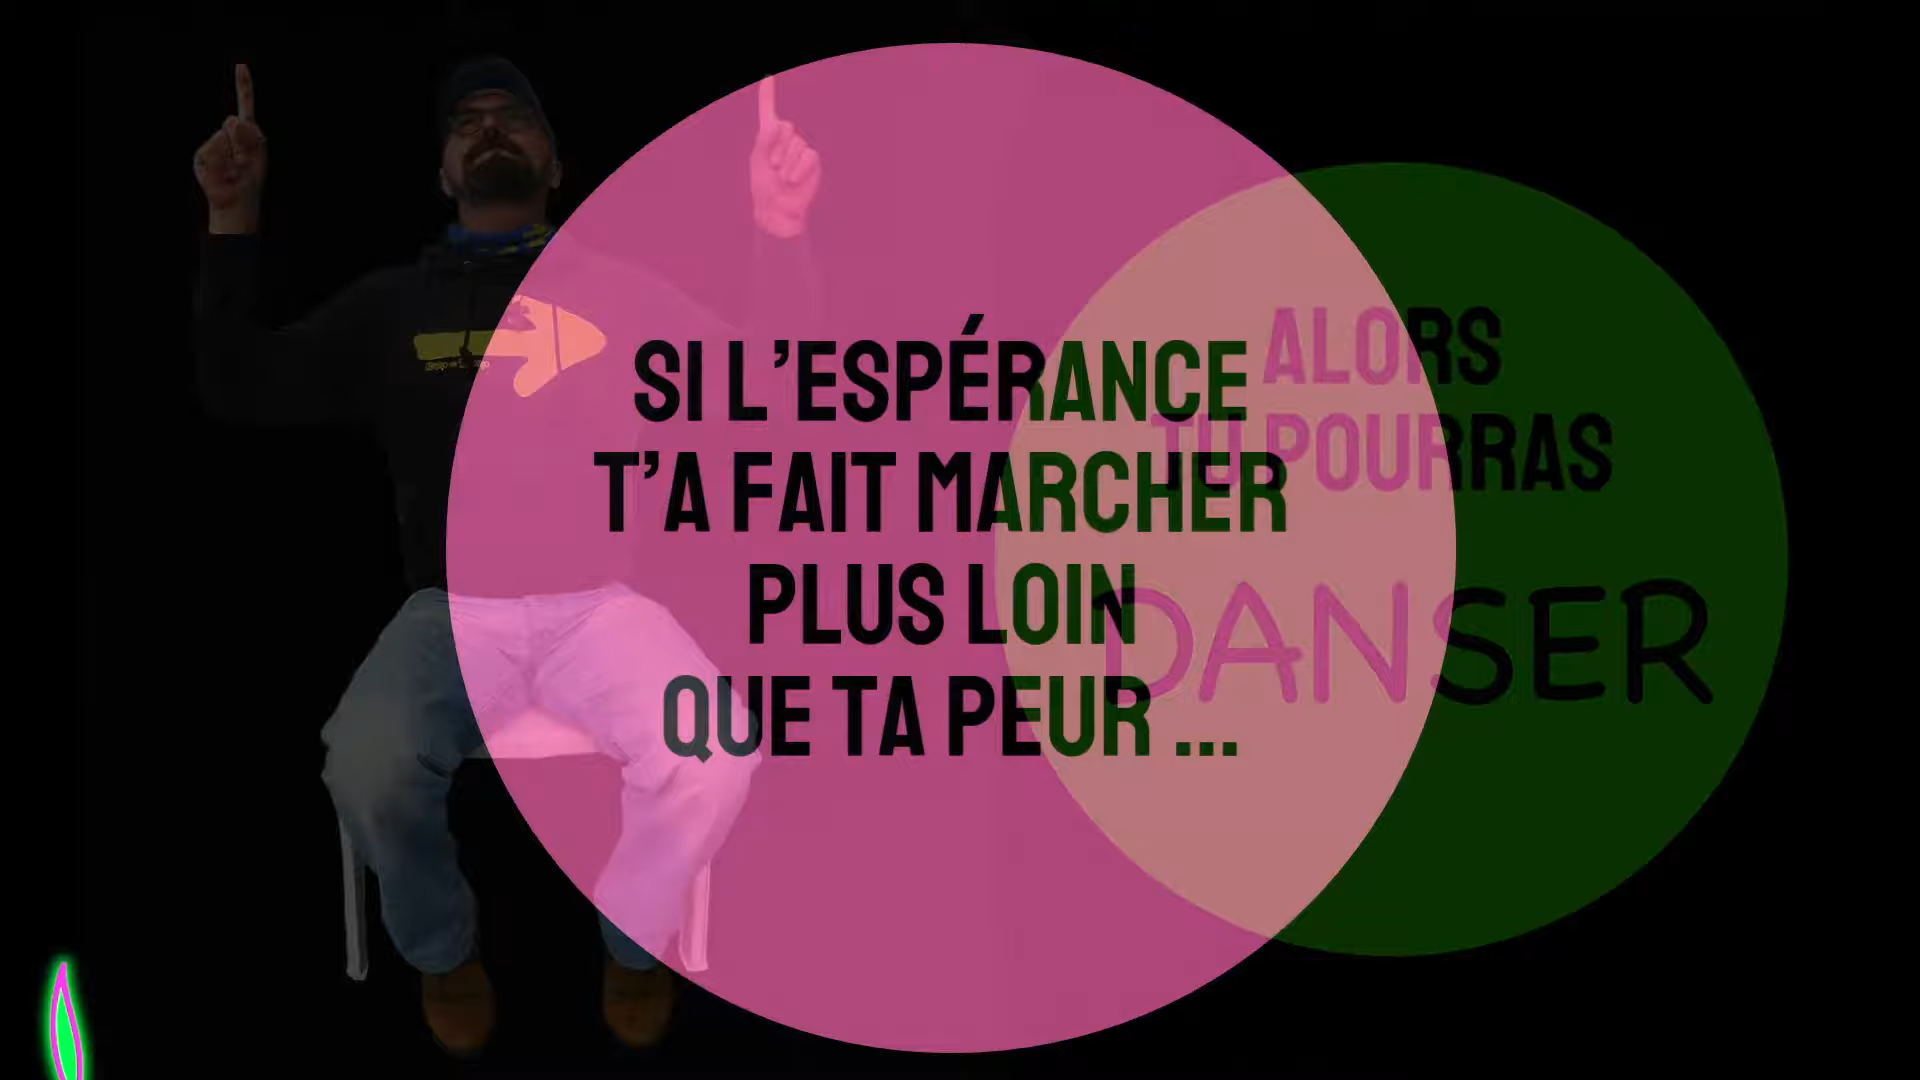 SI L’ESPÉRANCE
T’A FAIT MARCHER
PLUS LOIN
QUE TA PEUR ...
ALORS
TU POURRAS
DANSER